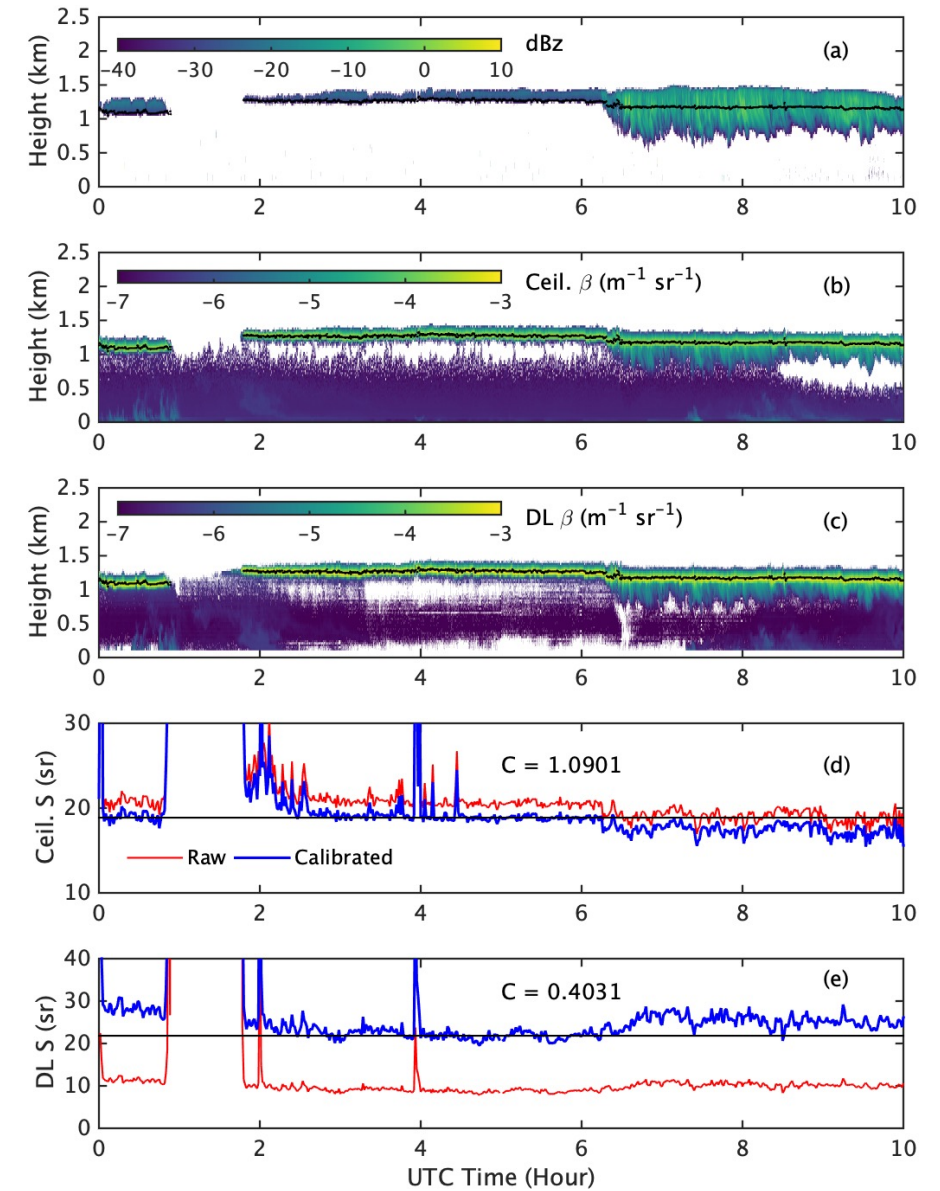 2.5
2
1.5
1
0.5
0
Height (km)
dBz
(a)
−40 −30 −20 −10 0 10
0 2 4 6 8 10
2.5
2
1.5
1
0.5
0
Height (km)
Ceil. β (m⁻¹ sr⁻¹)
(b)
−7 −6 −5 −4 −3
0 2 4 6 8 10
2.5
2
1.5
1
0.5
0
Height (km)
DL β (m⁻¹ sr⁻¹)
(c)
−7 −6 −5 −4 −3
0 2 4 6 8 10
30
20
10
Ceil. S (sr)
C = 1.0901
(d)
Raw Calibrated
0 2 4 6 8 10
40
30
20
10
0
DL S (sr)
C = 0.4031
(e)
0 2 4 6 8 10
UTC Time (Hour)